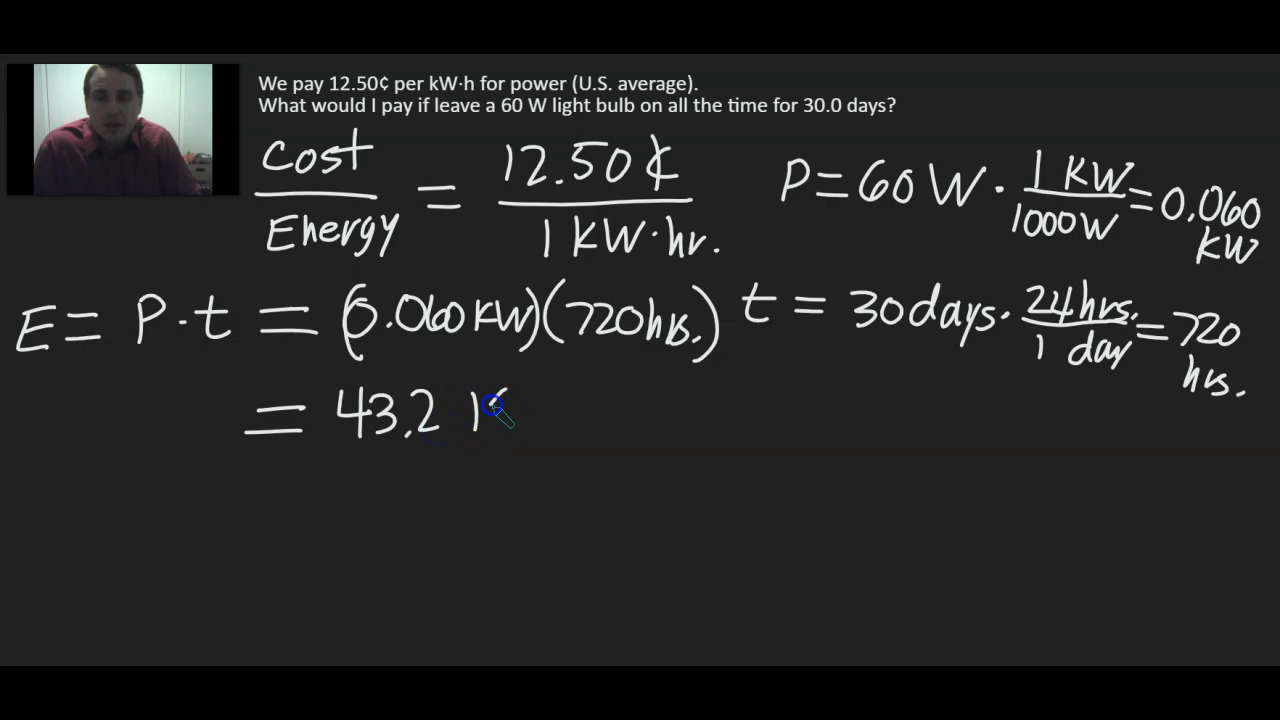 We pay 12.50¢ per kW·h for power (U.S. average).
What would I pay if leave a 60 W light bulb on all the time for 30.0 days?
Cost
Energy
=
12.50 ¢
1 KW·hr.
P = 60 W ·
1 KW
1000W
= 0.060
KW
E = P·t = (0.060 KW)(720 hrs.)
t = 30 days ·
24 hrs.
1 day
= 720
hrs.
= 43.2